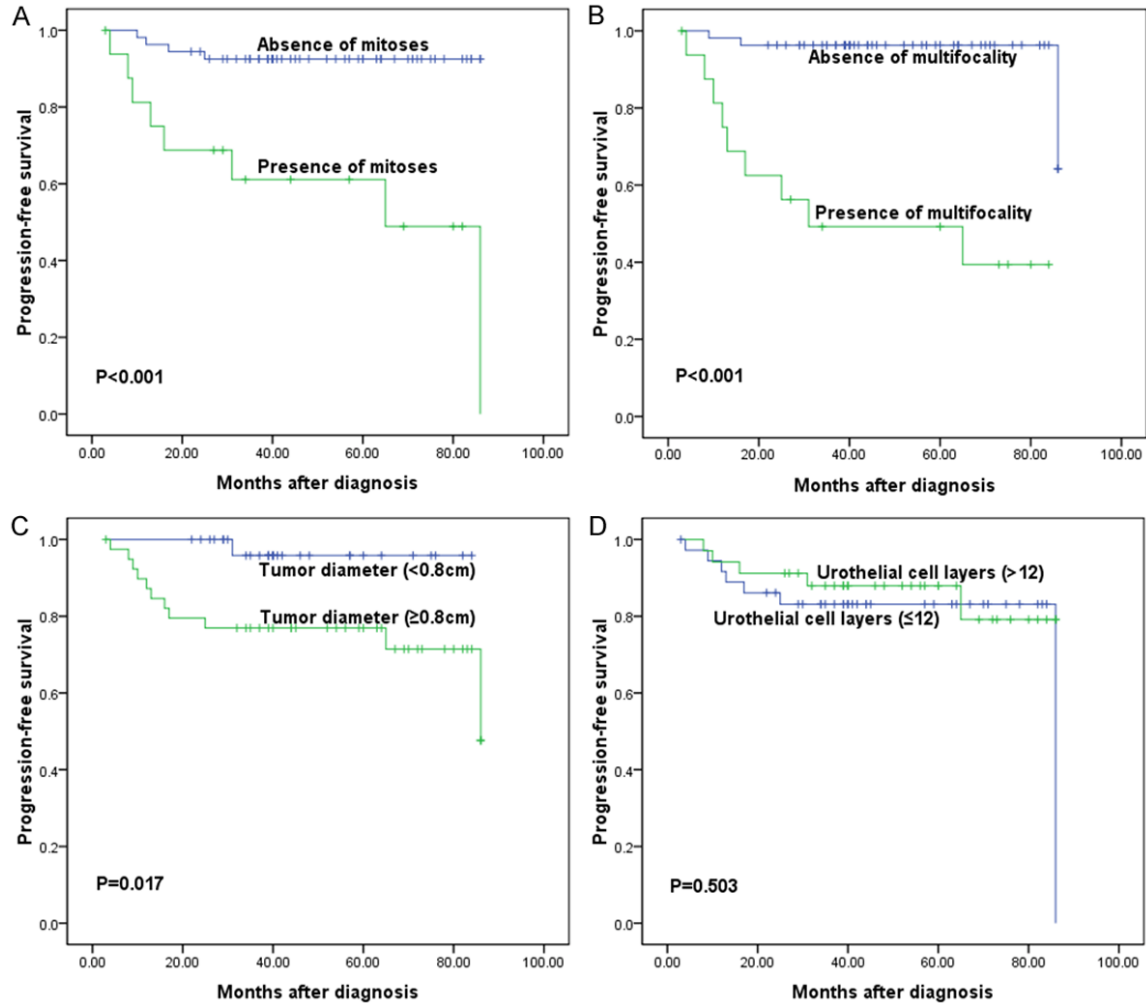 A
Progression-free survival
1.0
0.8
0.6
0.4
0.2
0.0
Absence of mitoses
Presence of mitoses
P<0.001
0.00 20.00 40.00 60.00 80.00 100.00
Months after diagnosis
B
Progression-free survival
1.0
0.8
0.6
0.4
0.2
0.0
Absence of multifocality
Presence of multifocality
P<0.001
0.00 20.00 40.00 60.00 80.00 100.00
Months after diagnosis
C
Progression-free survival
1.0
0.8
0.6
0.4
0.2
0.0
Tumor diameter (<0.8cm)
Tumor diameter (≥0.8cm)
P=0.017
0.00 20.00 40.00 60.00 80.00 100.00
Months after diagnosis
D
Progression-free survival
1.0
0.8
0.6
0.4
0.2
0.0
Urothelial cell layers (>12)
Urothelial cell layers (≤12)
P=0.503
0.00 20.00 40.00 60.00 80.00 100.00
Months after diagnosis